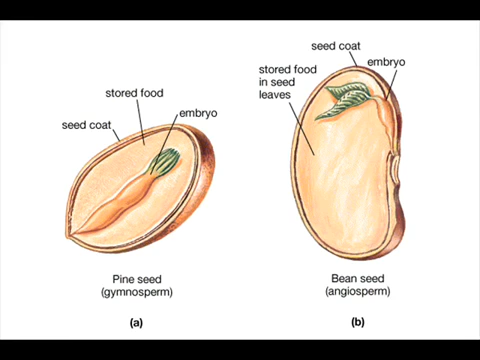 stored food
embryo
seed coat
Pine seed
(gymnosperm)
(a)
seed coat
embryo
stored food
in seed
leaves
Bean seed
(angiosperm)
(b)